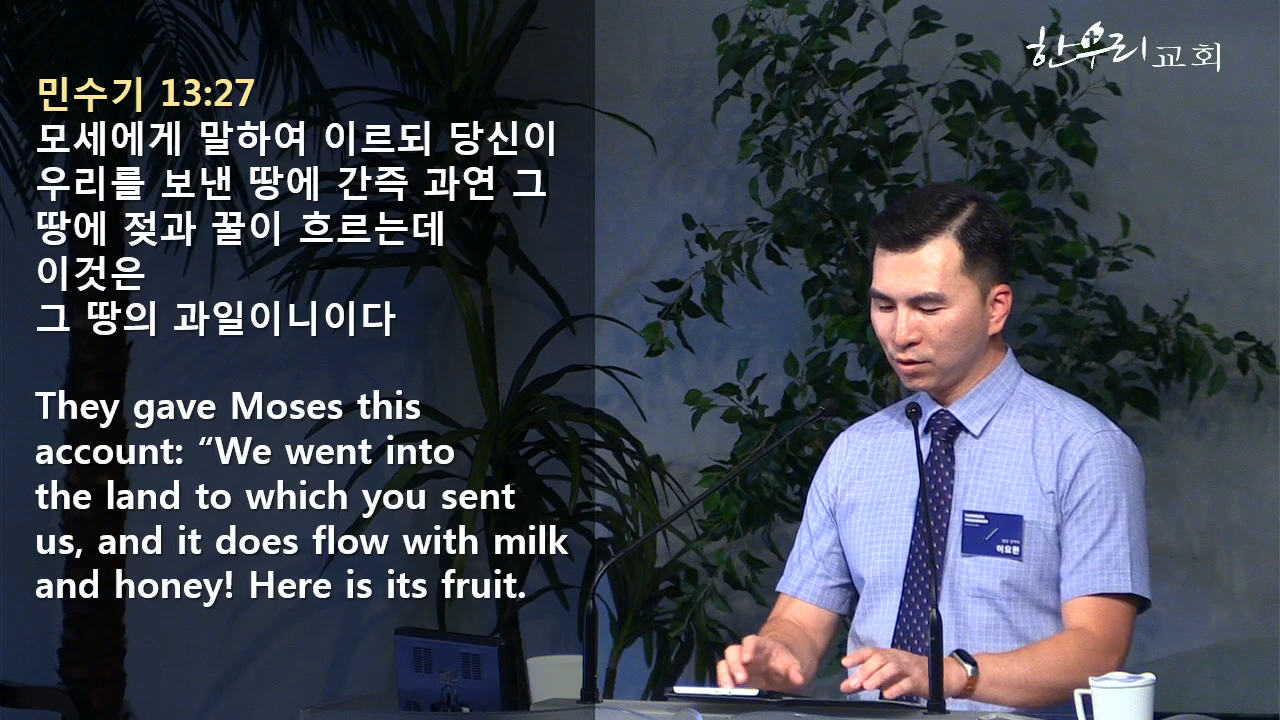 한우리교회
민수기 13:27
모세에게 말하여 이르되 당신이
우리를 보낸 땅에 간즉 과연 그
땅에 젖과 꿀이 흐르는데
이것은
그 땅의 과일이니이다
They gave Moses this
account: “We went into
the land to which you sent
us, and it does flow with milk
and honey! Here is its fruit.
이요한